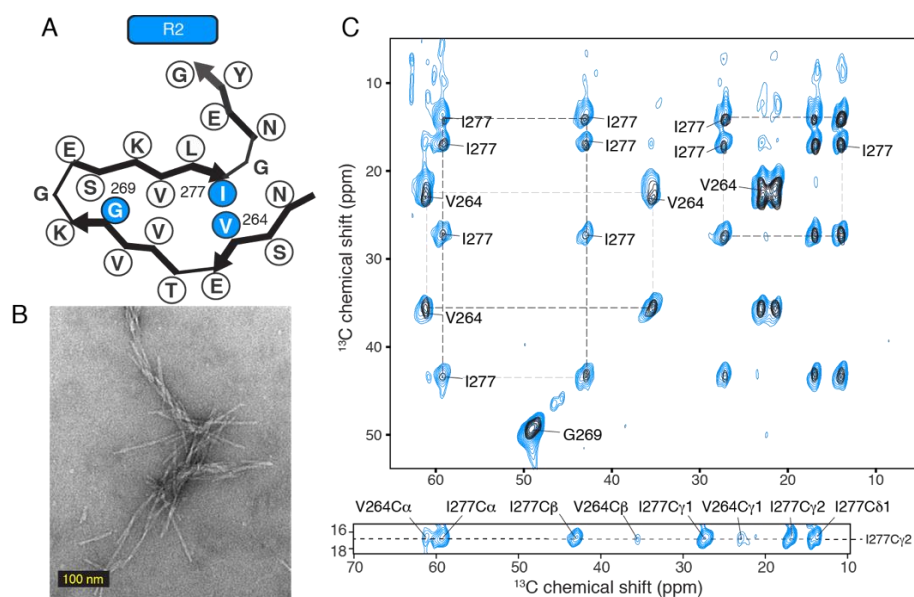 A
R2
G Y
E N
E K L G
S 269 V 277 I N
G G V 264
K V V S
V T E
B
100 nm
C
10
20
30
40
50
¹³C chemical shift (ppm)
I277 I277
I277 I277 I277 I277
I277
V264 V264 V264
I277 I277
V264
I277
G269
60 50 40 30 20 10
V264Cα I277Cα I277Cβ V264Cβ I277Cγ1 V264Cγ1 I277Cγ2 I277Cδ1
16
18
I277Cγ2
70 60 50 40 30 20 10
¹³C chemical shift (ppm)